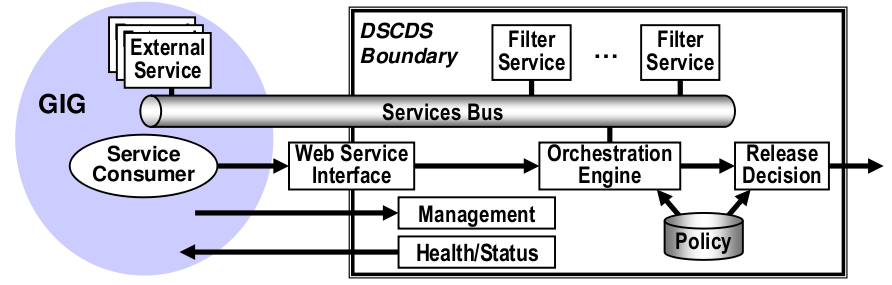 External
Service
GIG
DSCDS
Boundary
Filter
Service
...
Filter
Service
Services Bus
Service
Consumer
Web Service
Interface
Orchestration
Engine
Release
Decision
Management
Policy
Health/Status